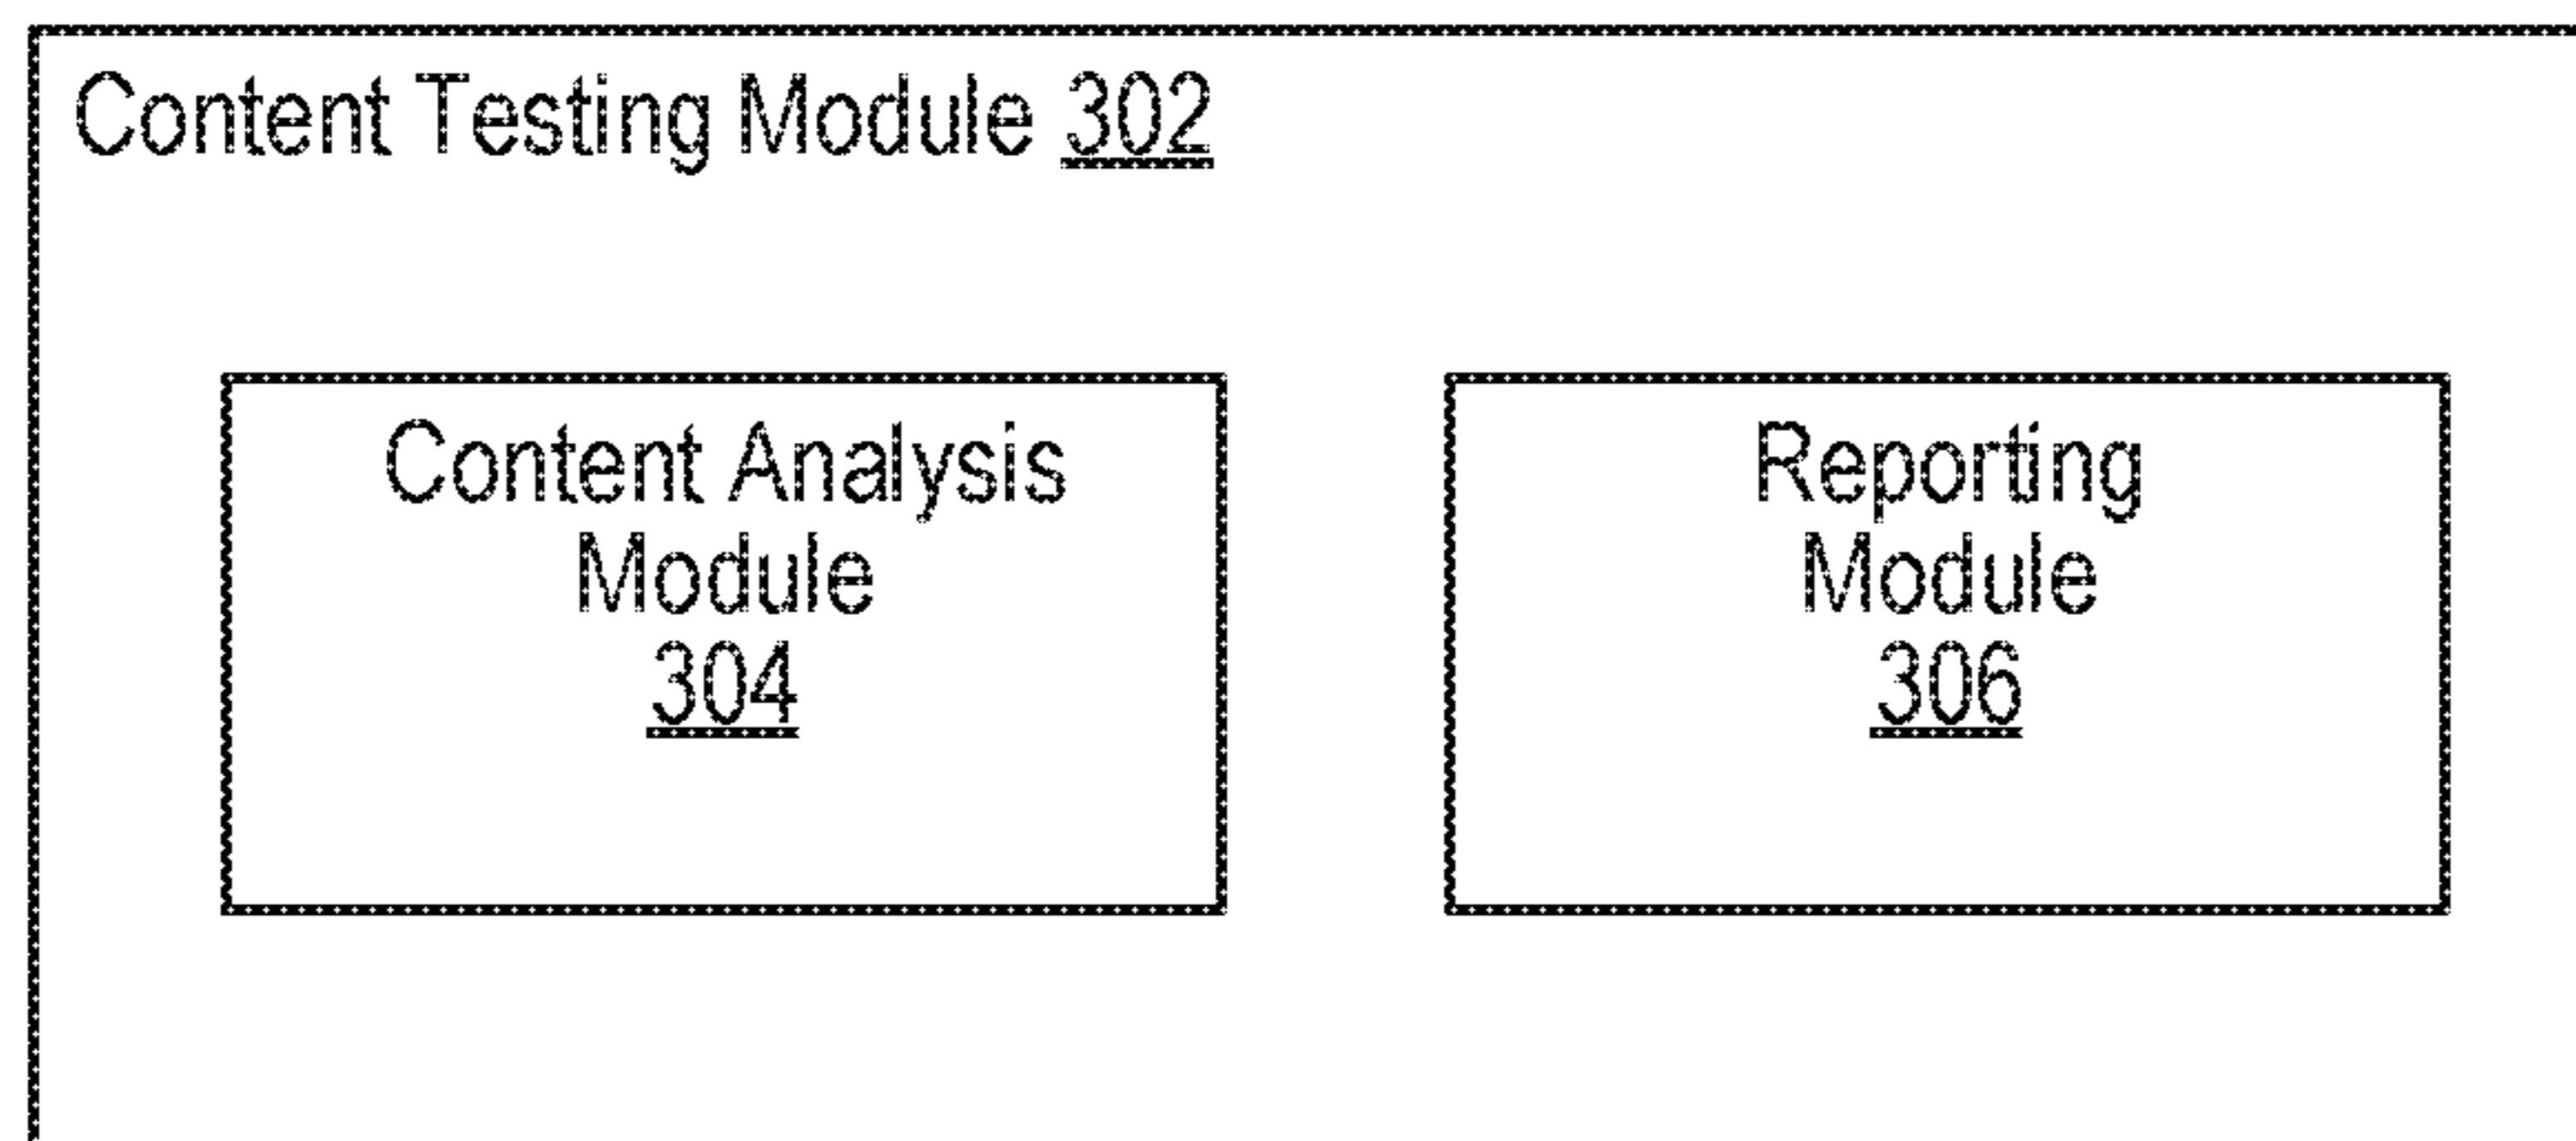 Content Testing Module 302
Content Analysis
Module
304
Reporting
Module
306